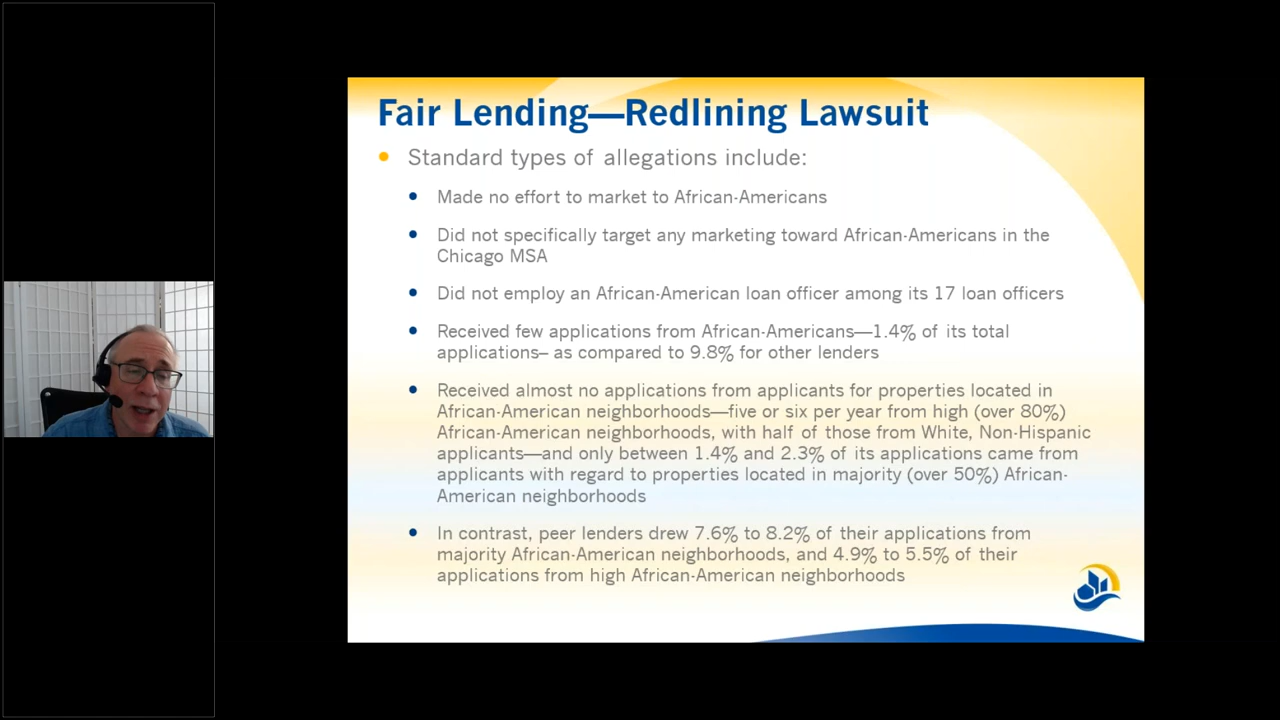 Fair Lending—Redlining Lawsuit
Standard types of allegations include:
Made no effort to market to African-Americans
Did not specifically target any marketing toward African-Americans in the
Chicago MSA
Did not employ an African-American loan officer among its 17 loan officers
Received few applications from African-Americans—1.4% of its total
applications– as compared to 9.8% for other lenders
Received almost no applications from applicants for properties located in
African-American neighborhoods—five or six per year from high (over 80%)
African-American neighborhoods, with half of those from White, Non-Hispanic
applicants—and only between 1.4% and 2.3% of its applications came from
applicants with regard to properties located in majority (over 50%) African-
American neighborhoods
In contrast, peer lenders drew 7.6% to 8.2% of their applications from
majority African-American neighborhoods, and 4.9% to 5.5% of their
applications from high African-American neighborhoods